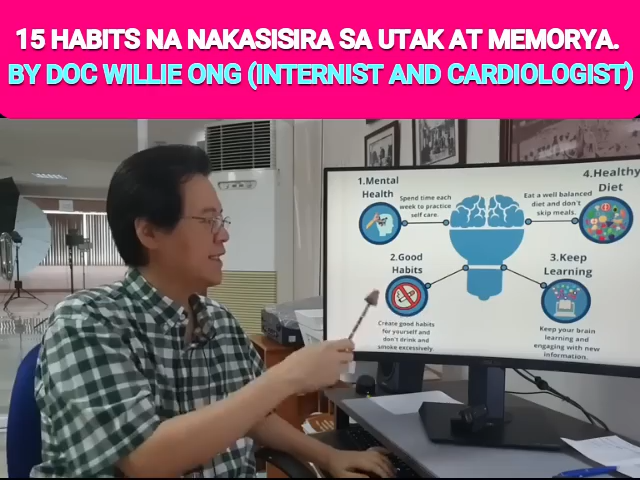 15 HABITS NA NAKASISIRA SA UTAK AT MEMORYA.
BY DOC WILLIE ONG (INTERNIST AND CARDIOLOGIST)
1.Mental
Health
Spend time each
week to practice
self care.
4.Healthy
Diet
Eat a well balanced
diet and don't
skip meals.
2.Good
Habits
Create good habits
for yourself and
don't drink and
smoke excessively.
3.Keep
Learning
Keep your brain
learning and
engaging with new
information.